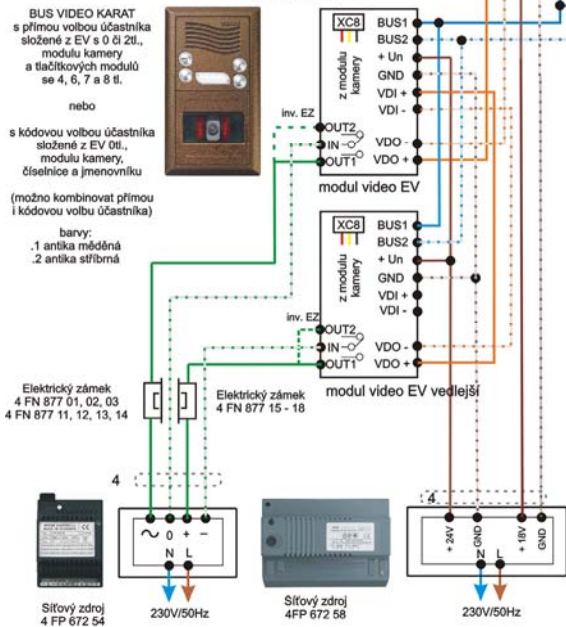 BUS VIDEO KARAT
s přímou volbou účastníka
složené z EV s 0 či 2tl.,
modulu kamery
a tlačítkových modulů
se 4, 6, 7 a 8 tl.
nebo
s kódovou volbou účastníka
složené z EV 0tl.,
modulu kamery,
číselnice a jmenovníku
(možno kombinovat přímou
i kódovou volbu účastníka)
barvy:
.1 antika měděná
.2 antika stříbrná
XC8
z modulu
kamery
BUS1
BUS2
+ Un
GND
VDI +
VDI -
VDO -
VDO +
inv. EZ
OUT2
IN
OUT1
modul video EV
XC8
z modulu
kamery
BUS1
BUS2
+ Un
GND
VDI +
VDI -
VDO -
VDO +
inv. EZ
OUT2
IN
OUT1
modul video EV vedlejší
Elektrický zámek
4 FN 877 01, 02, 03
4 FN 877 11, 12, 13, 14
Elektrický zámek
4 FN 877 15 - 18
4
0 + −
N L
230V/50Hz
Síťový zdroj
4 FP 672 54
Síťový zdroj
4FP 672 58
4
+ 24V
GND
+ 18V
GND
N L
230V/50Hz